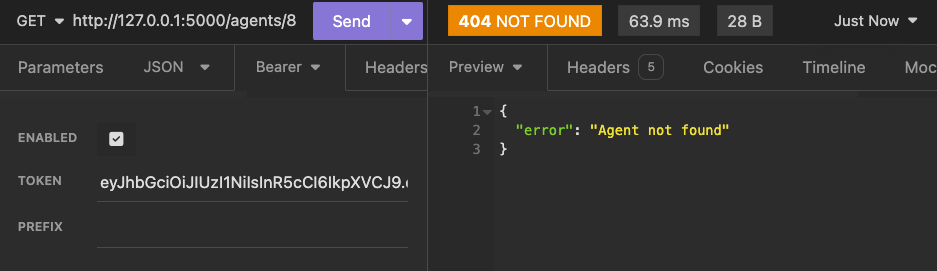 GET http://127.0.0.1:5000/agents/8 Send
404 NOT FOUND 63.9 ms 28 B Just Now
Parameters JSON Bearer Headers
Preview Headers 5 Cookies Timeline Moc
ENABLED
TOKEN eyJhbGciOiJIUzI1NiIsInR5cCI6IkpXVCJ9.
PREFIX
1 {
2 "error": "Agent not found"
3 }